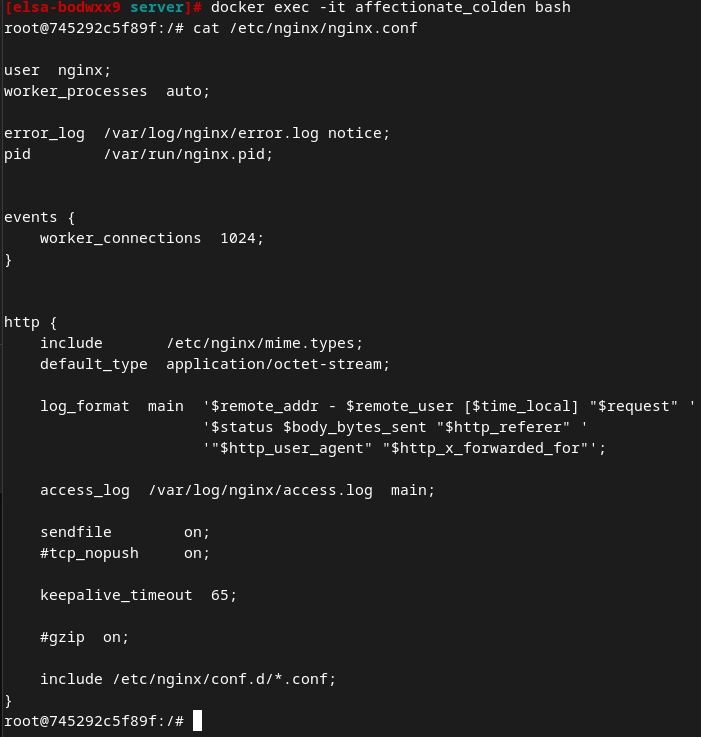 [elsa-bodwxx9 server]# docker exec -it affectionate_colden bash
root@745292c5f89f:/# cat /etc/nginx/nginx.conf

user  nginx;
worker_processes  auto;

error_log  /var/log/nginx/error.log notice;
pid        /var/run/nginx.pid;


events {
    worker_connections  1024;
}


http {
    include       /etc/nginx/mime.types;
    default_type  application/octet-stream;

    log_format  main  '$remote_addr - $remote_user [$time_local] "$request" '
                      '$status $body_bytes_sent "$http_referer" '
                      '"$http_user_agent" "$http_x_forwarded_for"';

    access_log  /var/log/nginx/access.log  main;

    sendfile        on;
    #tcp_nopush     on;

    keepalive_timeout  65;

    #gzip  on;

    include /etc/nginx/conf.d/*.conf;
}
root@745292c5f89f:/#